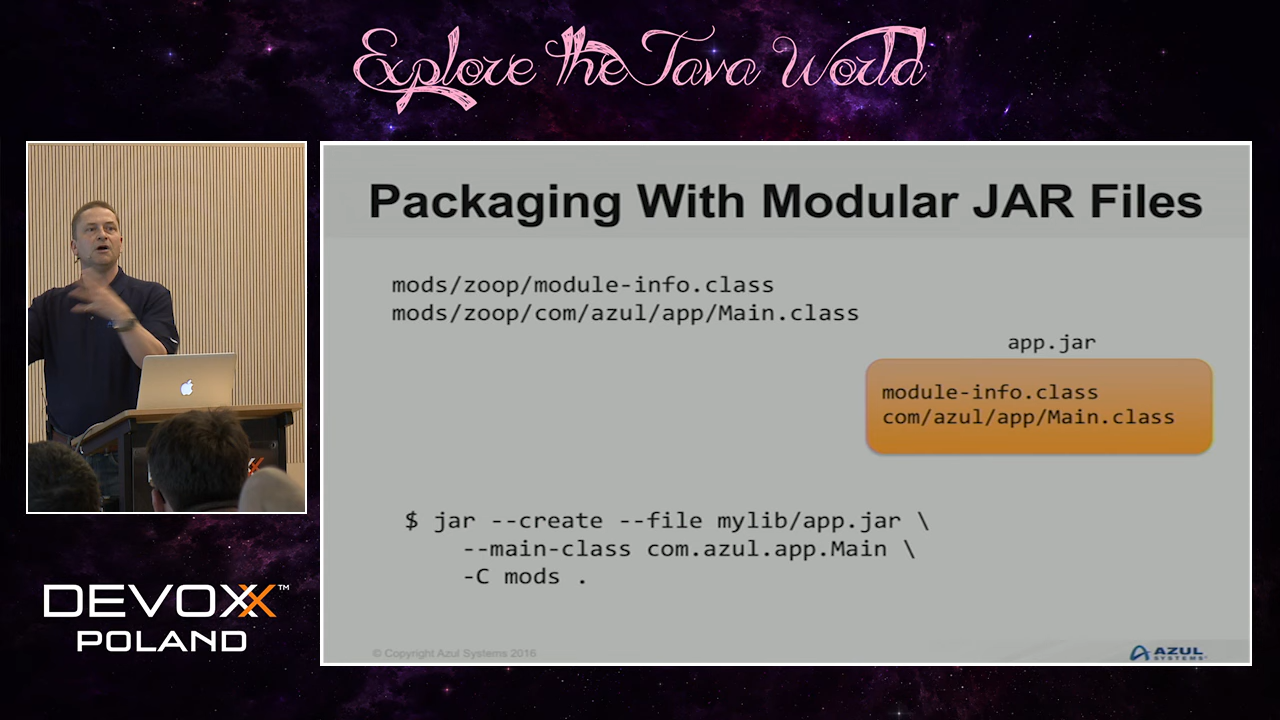 Explore the Java World
Packaging With Modular JAR Files
mods/zoop/module-info.class
mods/zoop/com/azul/app/Main.class
app.jar
module-info.class
com/azul/app/Main.class
$ jar --create --file mylib/app.jar \
--main-class com.azul.app.Main \
-C mods .
© Copyright Azul Systems 2016
AZUL
SYSTEMS
DEVOXX™
POLAND